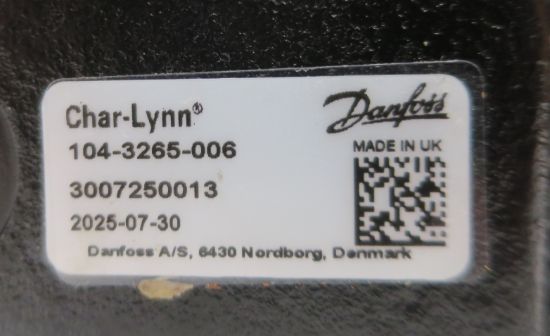 Char-Lynn®
Danfoss
104-3265-006
MADE IN UK
3007250013
2025-07-30
Danfoss A/S, 6430 Nordborg, Denmark